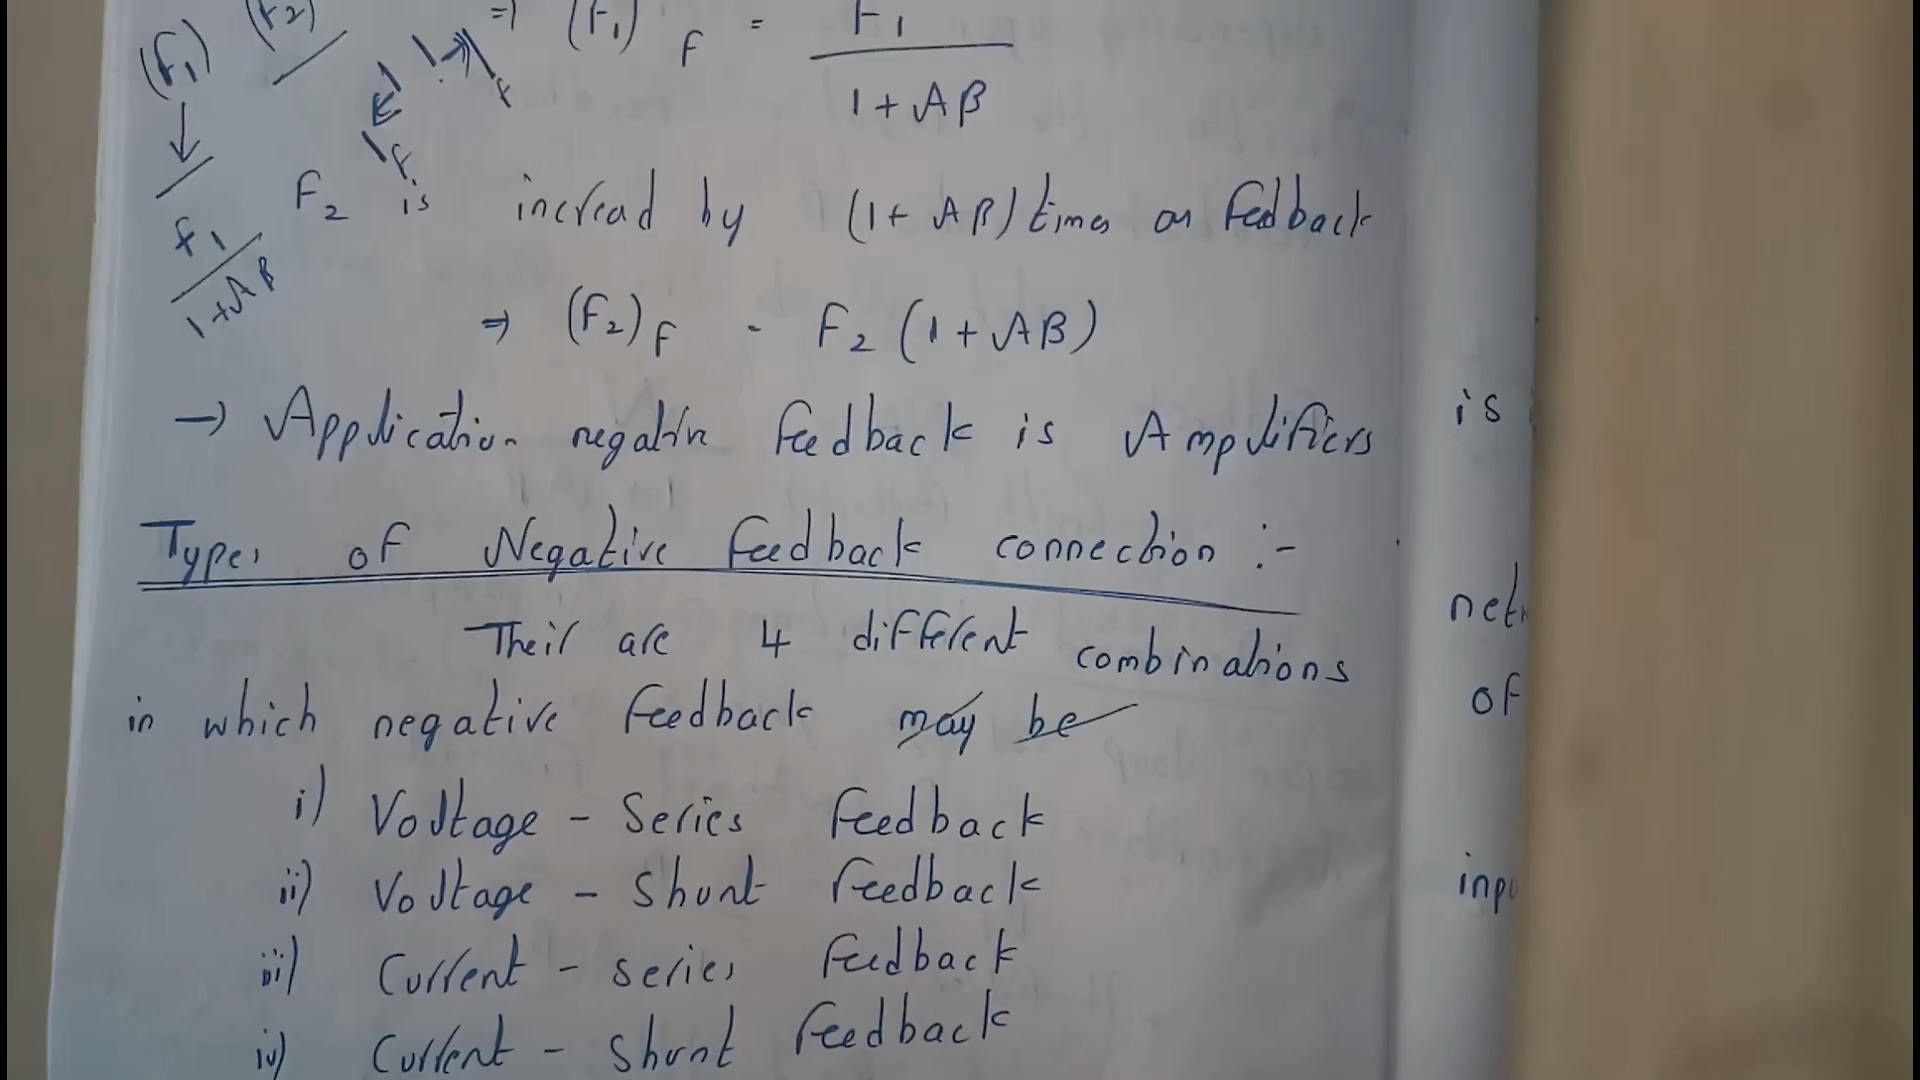 (F1) (F2) ⇒ (F1) F = F1 / 1 + Aβ
F1 / 1+Aβ
F2 is incread by (1+ Aβ) times on feedback
⇒ (F2)F - F2 (1 + AB)
→ Application negative feedback is Amplifiers
Types of Negative feedback connection :-
Their are 4 different combinations
in which negative feedback may be
i) Voltage - Series feedback
ii) Voltage - Shunt feedback
iii) Current - series feedback
iv) Current - Shunt feedback
is
of